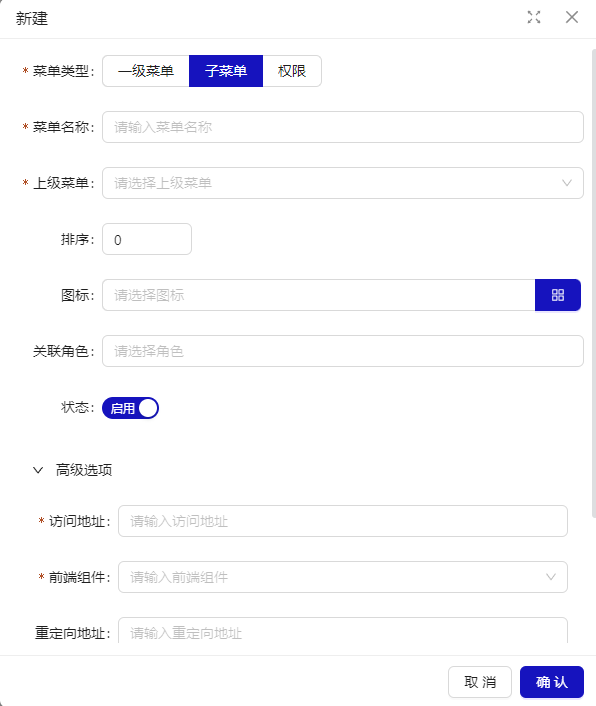 新建
* 菜单类型： 一级菜单 子菜单 权限
* 菜单名称： 请输入菜单名称
* 上级菜单： 请选择上级菜单
排序： 0
图标： 请选择图标
关联角色： 请选择角色
状态： 启用
高级选项
* 访问地址： 请输入访问地址
* 前端组件： 请输入前端组件
重定向地址： 请输入重定向地址
取 消 确 认